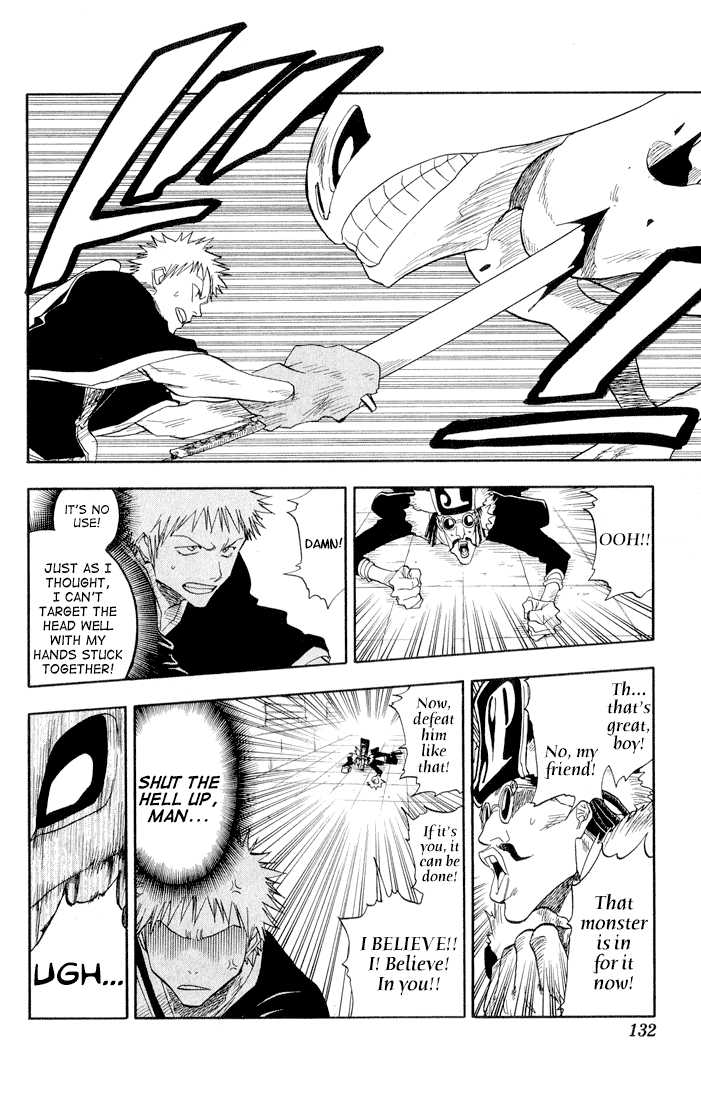 OOH!!
DAMN!
IT'S NO
USE!
JUST AS I
THOUGHT,
I CAN'T
TARGET THE
HEAD WELL
WITH MY
HANDS STUCK
TOGETHER!
Th...
that's
great,
boy!
No, my
friend!
That
monster
is in
for it
now!
Now,
defeat
him
like
that!
If it's
you, it
can be
done!
I BELIEVE!!
I! Believe!
In you!!
SHUT THE
HELL UP,
MAN...
UGH...
132